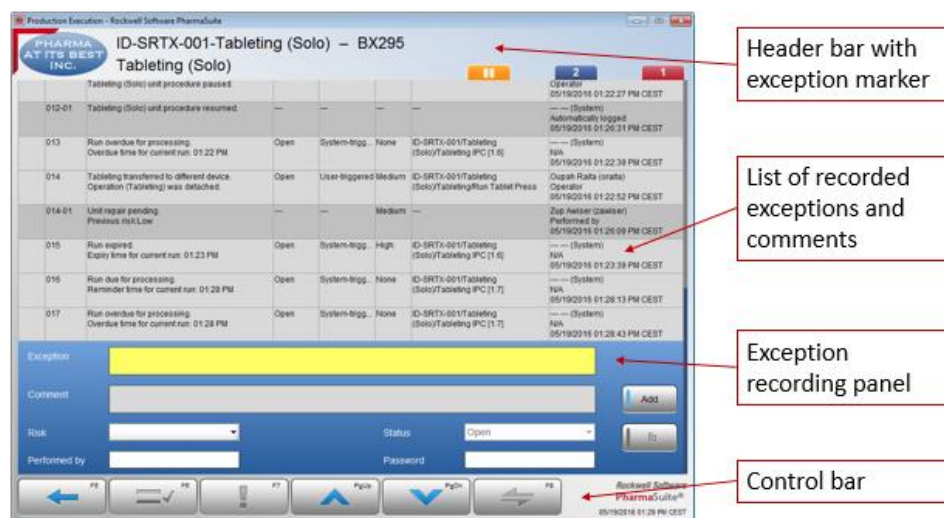 Production Execution - Rockwell Software PharmaSuite
PHARMA
AT ITS BEST
INC.
ID-SRTX-001-Tableting (Solo) – BX295
Tableting (Solo)
2
1
Header bar with
exception marker
Tableting (Solo) unit procedure paused.
Operator
05/19/2016 01:22:27 PM CEST
012-01 Tableting (Solo) unit procedure resumed. — — — — — — (System)
Automatically logged
05/19/2016 01:26:31 PM CEST
013 Run overdue for processing. Open System-trigg... None ID-SRTX-001/Tableting — — (System)
Overdue time for current run: 01:22 PM (Solo)/Tableting IPC [1.6] N/A
05/19/2016 01:22:39 PM CEST
014 Tableting transferred to different device. Open User-triggered Medium ID-SRTX-001/Tableting Oupah Raita (oraita)
Operation (Tableting) was detached. (Solo)/Tableting/Run Tablet Press Operator
05/19/2016 01:22:52 PM CEST
014-01 Unit repair pending. — — Medium — Zup Awiser (zawiser)
Previous risk:Low Performed by
05/19/2016 01:26:09 PM CEST
015 Run expired. Open System-trigg... High ID-SRTX-001/Tableting — — (System)
Expiry time for current run: 01:23 PM (Solo)/Tableting IPC [1.6] N/A
05/19/2016 01:23:39 PM CEST
016 Run due for processing. Open System-trigg... None ID-SRTX-001/Tableting — — (System)
Reminder time for current run: 01:28 PM (Solo)/Tableting IPC [1.7] N/A
05/19/2016 01:28:13 PM CEST
017 Run overdue for processing. Open System-trigg... None ID-SRTX-001/Tableting — — (System)
Overdue time for current run: 01:28 PM (Solo)/Tableting IPC [1.7] N/A
05/19/2016 01:28:43 PM CEST
List of recorded
exceptions and
comments
Exception
Comment
Add
Risk Status Open
Performed by Password
Exception
recording panel
F7 PgUp PgDn
Rockwell Software
PharmaSuite®
05/19/2016 01:29 PM CEST
Control bar